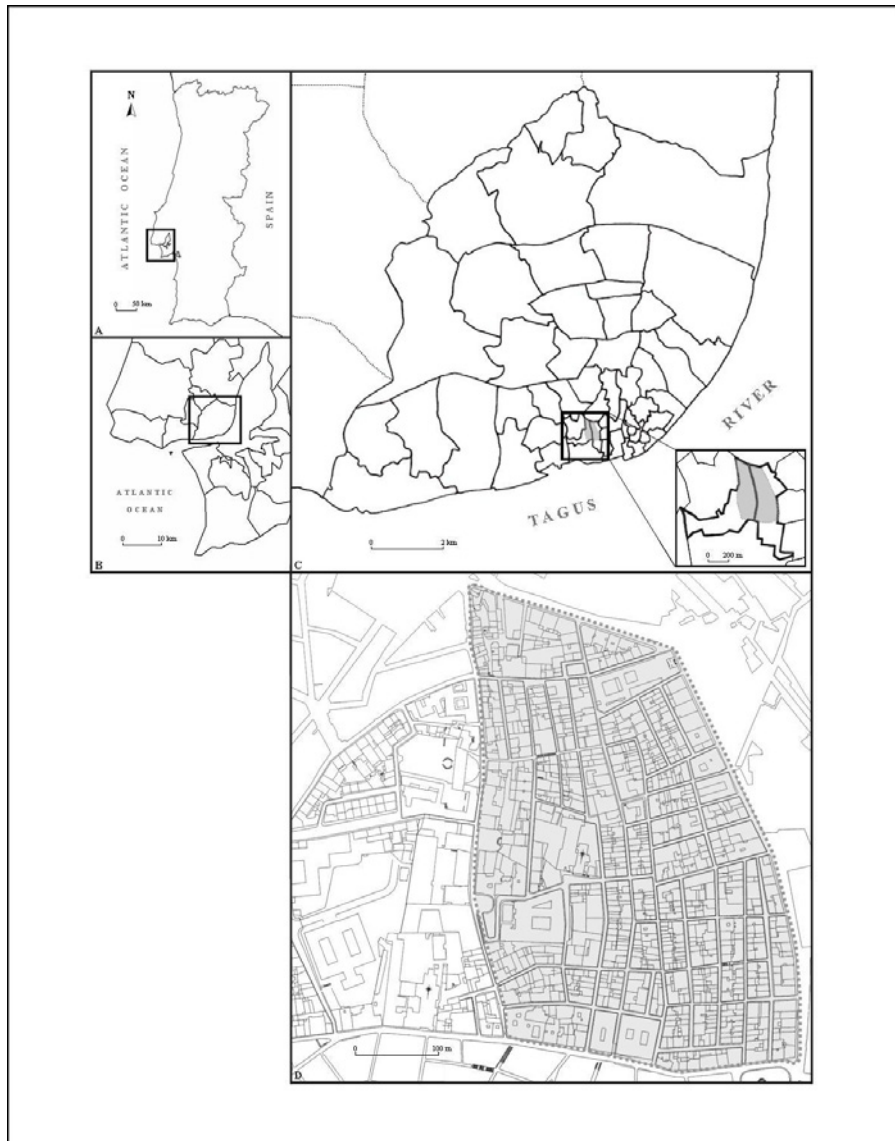 N
ATLANTIC OCEAN
SPAIN
0 50 km
A
ATLANTIC
OCEAN
0 10 km
B
RIVER
TAGUS
0 2 km
C
0 200 m
0 100 m
D